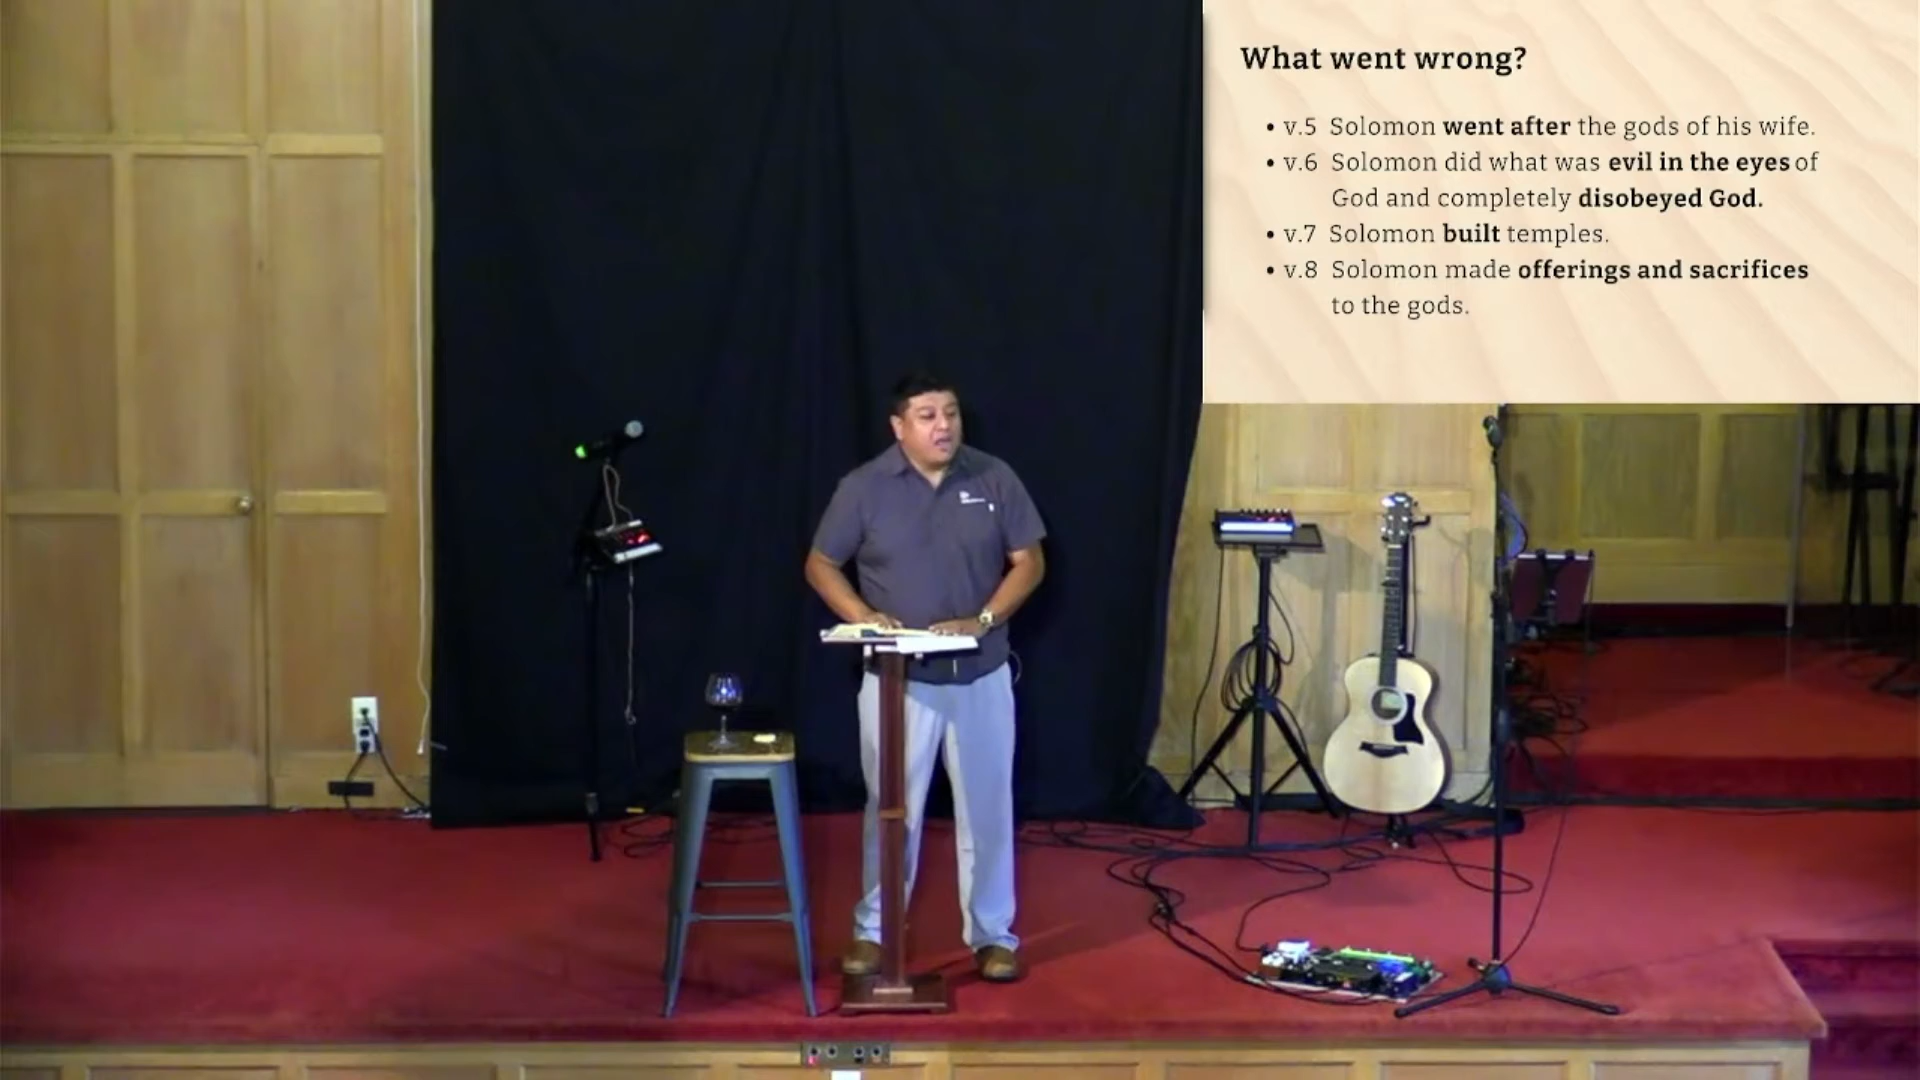 What went wrong?
• v.5 Solomon went after the gods of his wife.
• v.6 Solomon did what was evil in the eyes of
God and completely disobeyed God.
• v.7 Solomon built temples.
• v.8 Solomon made offerings and sacrifices
to the gods.